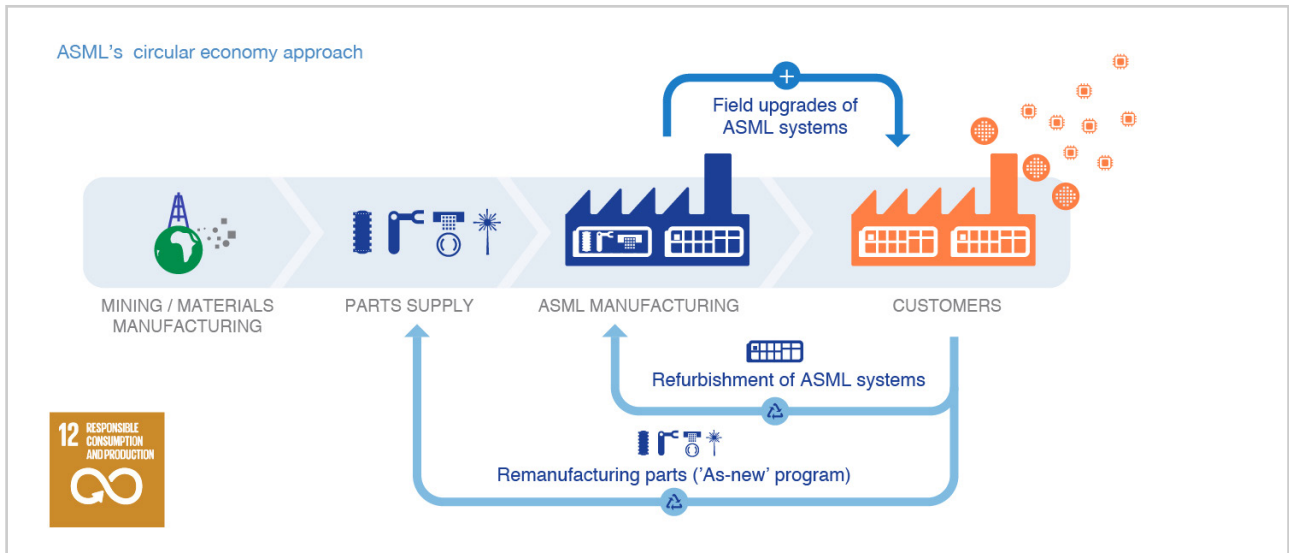 ASML's circular economy approach
Field upgrades of
ASML systems
MINING / MATERIALS
MANUFACTURING
PARTS SUPPLY
ASML MANUFACTURING
CUSTOMERS
Refurbishment of ASML systems
Remanufacturing parts ('As-new' program)
12 RESPONSIBLE
CONSUMPTION
AND PRODUCTION